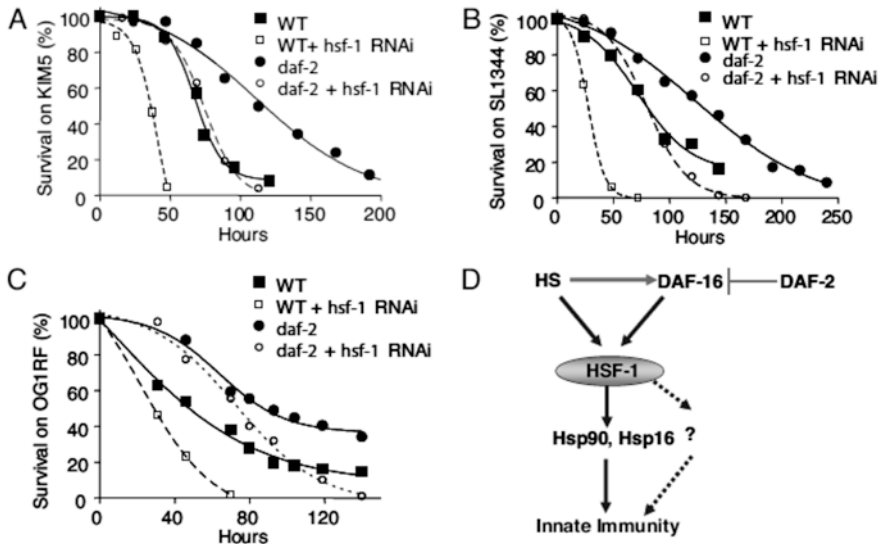 A
Survival on KIM5 (%)
100
80
60
40
20
0
0 50 100 150 200
Hours
WT
WT+ hsf-1 RNAi
daf-2
daf-2 + hsf-1 RNAi
B
Survival on SL1344 (%)
100
80
60
40
20
0
0 50 100 150 200 250
Hours
WT
WT + hsf-1 RNAi
daf-2
daf-2 + hsf-1 RNAi
C
Survival on OG1RF (%)
100
80
60
40
20
0
0 40 80 120
Hours
WT
WT + hsf-1 RNAi
daf-2
daf-2 + hsf-1 RNAi
D
HS DAF-16 DAF-2
HSF-1
Hsp90, Hsp16 ?
Innate Immunity